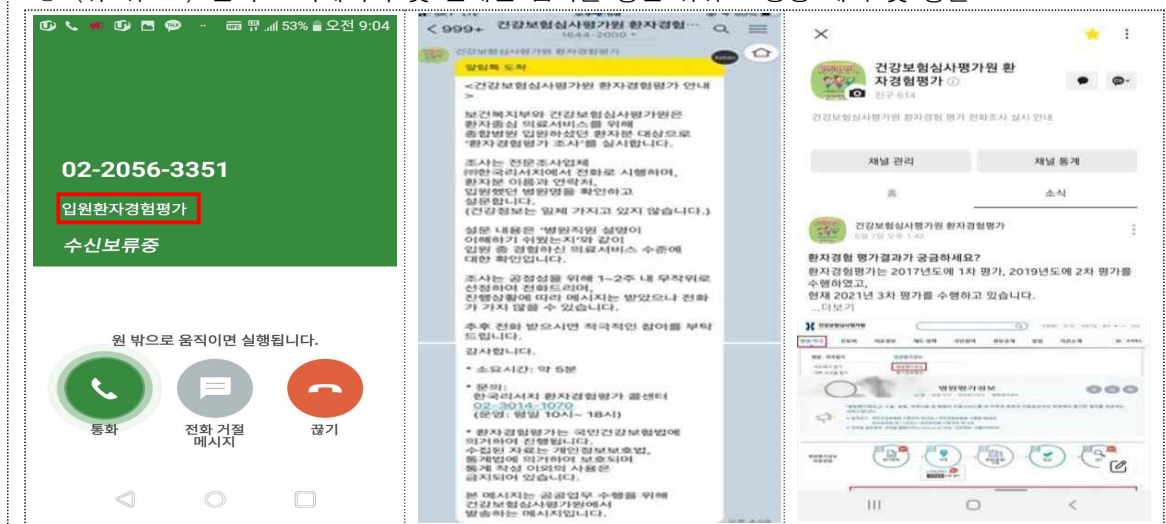 53% 오전 9:04
02-2056-3351
입원환자경험평가
수신보류중
원 밖으로 움직이면 실행됩니다.
통화
전화 거절
메시지
끊기
999+ 건강보험심사평가원 환자경험…
1644-2000
건강보험심사평가원 환자경험평가
알림톡 도착
<건강보험심사평가원 환자경험평가 안내
>
보건복지부와 건강보험심사평가원은
환자중심 의료서비스를 위해
종합병원 입원하셨던 환자분 대상으로
'환자경험평가 조사'를 실시합니다.
조사는 전문조사업체
㈜한국리서치에서 전화로 시행하며,
환자분 이름과 연락처,
입원했던 병원명을 확인하고
설문합니다.
(건강정보는 일체 가지고 있지 않습니다.)
설문 내용은 '병원직원 설명이
이해하기 쉬웠는지'와 같이
입원 중 경험하신 의료서비스 수준에
대한 확인입니다.
조사는 공정성을 위해 1~2주 내 무작위로
선정하여 전화드리며,
진행상황에 따라 메시지는 받았으나 전화
가 가지 않을 수 있습니다.
추후 전화 받으시면 적극적인 참여를 부탁
드립니다.
감사합니다.
* 소요시간: 약 5분
* 문의:
한국리서치 환자경험평가 콜센터
02-3014-1070
(운영: 평일 10시~ 18시)
* 환자경험평가는 국민건강보험법에
의거하여 진행됩니다.
수집된 자료는 개인정보보호법,
통계법에 의거하여 보호되며
통계 작성 이외의 사용은
금지되어 있습니다.
본 메시지는 공공업무 수행을 위해
건강보험심사평가원에서
발송하는 메시지입니다.
건강보험심사평가원 환
자경험평가
친구 614
건강보험심사평가원 환자경험 평가 전화조사 실시 안내
채널 관리
채널 통계
홈
소식
건강보험심사평가원 환자경험평가
6월 7일 오후 1:42
환자경험 평가결과가 궁금하세요?
환자경험평가는 2017년도에 1차 평가, 2019년도에 2차 평가를
수행하였고,
현재 2021년 3차 평가를 수행하고 있습니다.
...더보기
건강보험심사평가원
병원평가정보